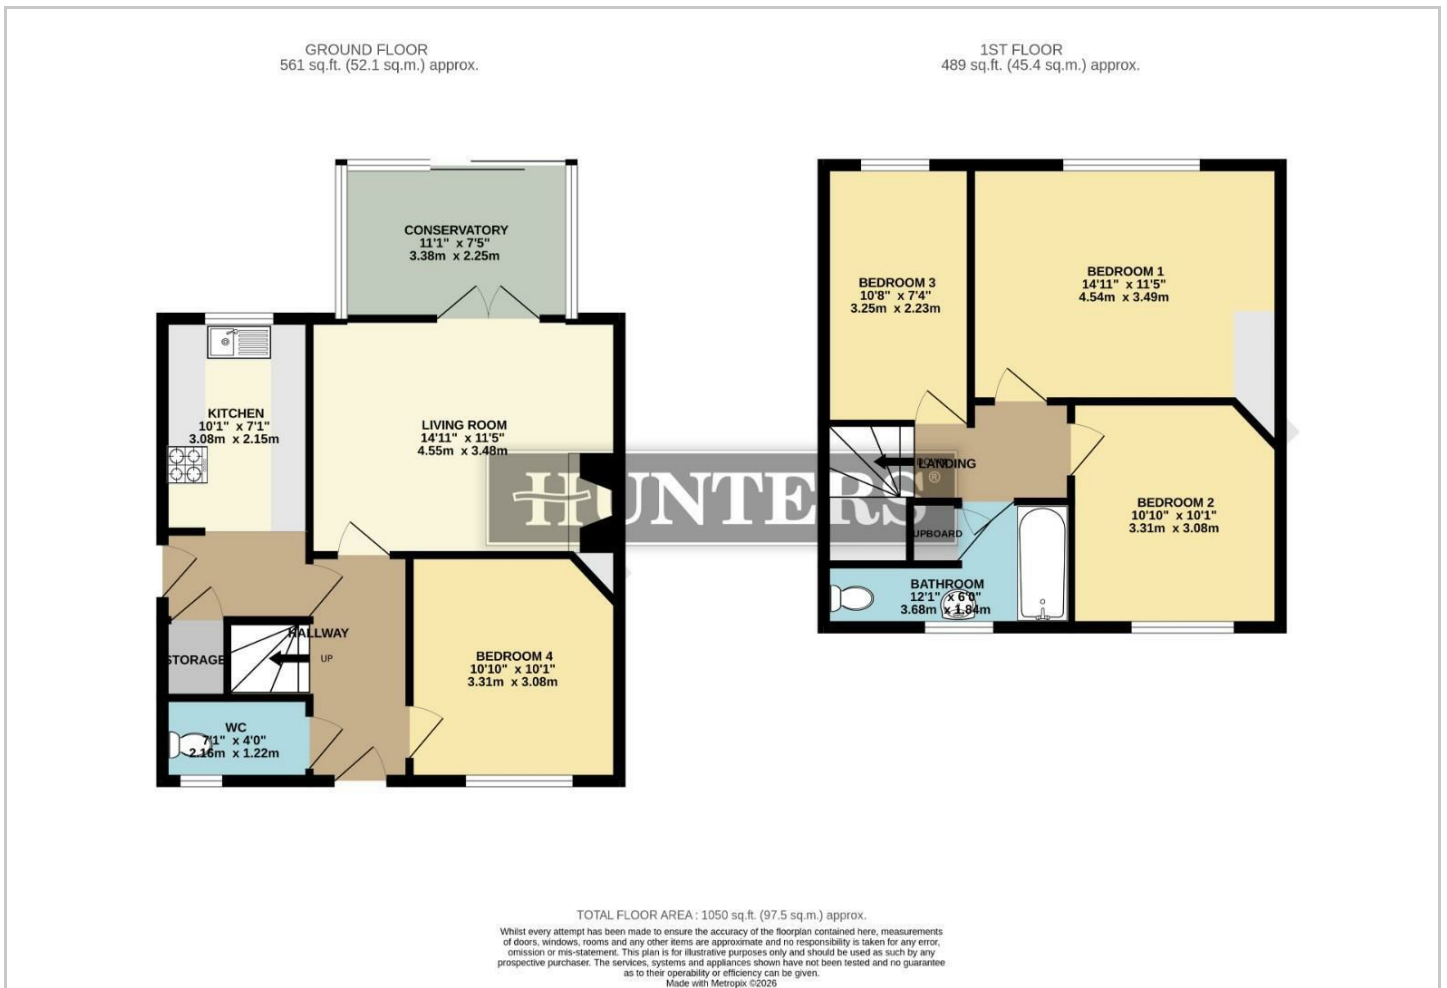 GROUND FLOOR
561 sq.ft. (52.1 sq.m.) approx.
1ST FLOOR
489 sq.ft. (45.4 sq.m.) approx.
CONSERVATORY
11'1" x 7'5"
3.38m x 2.25m
KITCHEN
10'1" x 7'1"
3.08m x 2.15m
LIVING ROOM
14'11" x 11'5"
4.55m x 3.48m
HALLWAY
UP
STORAGE
BEDROOM 4
10'10" x 10'1"
3.31m x 3.08m
WC
7'1" x 4'0"
2.16m x 1.22m
BEDROOM 3
10'8" x 7'4"
3.25m x 2.23m
BEDROOM 1
14'11" x 11'5"
4.54m x 3.49m
LANDING
UPBOARD
BEDROOM 2
10'10" x 10'1"
3.31m x 3.08m
BATHROOM
12'1" x 6'0"
3.68m x 1.84m
HUNTERS®
TOTAL FLOOR AREA : 1050 sq.ft. (97.5 sq.m.) approx.
Whilst every attempt has been made to ensure the accuracy of the floorplan contained here, measurements
of doors, windows, rooms and any other items are approximate and no responsibility is taken for any error,
omission or mis-statement. This plan is for illustrative purposes only and should be used as such by any
prospective purchaser. The services, systems and appliances shown have not been tested and no guarantee
as to their operability or efficiency can be given.
Made with Metropix ©2026